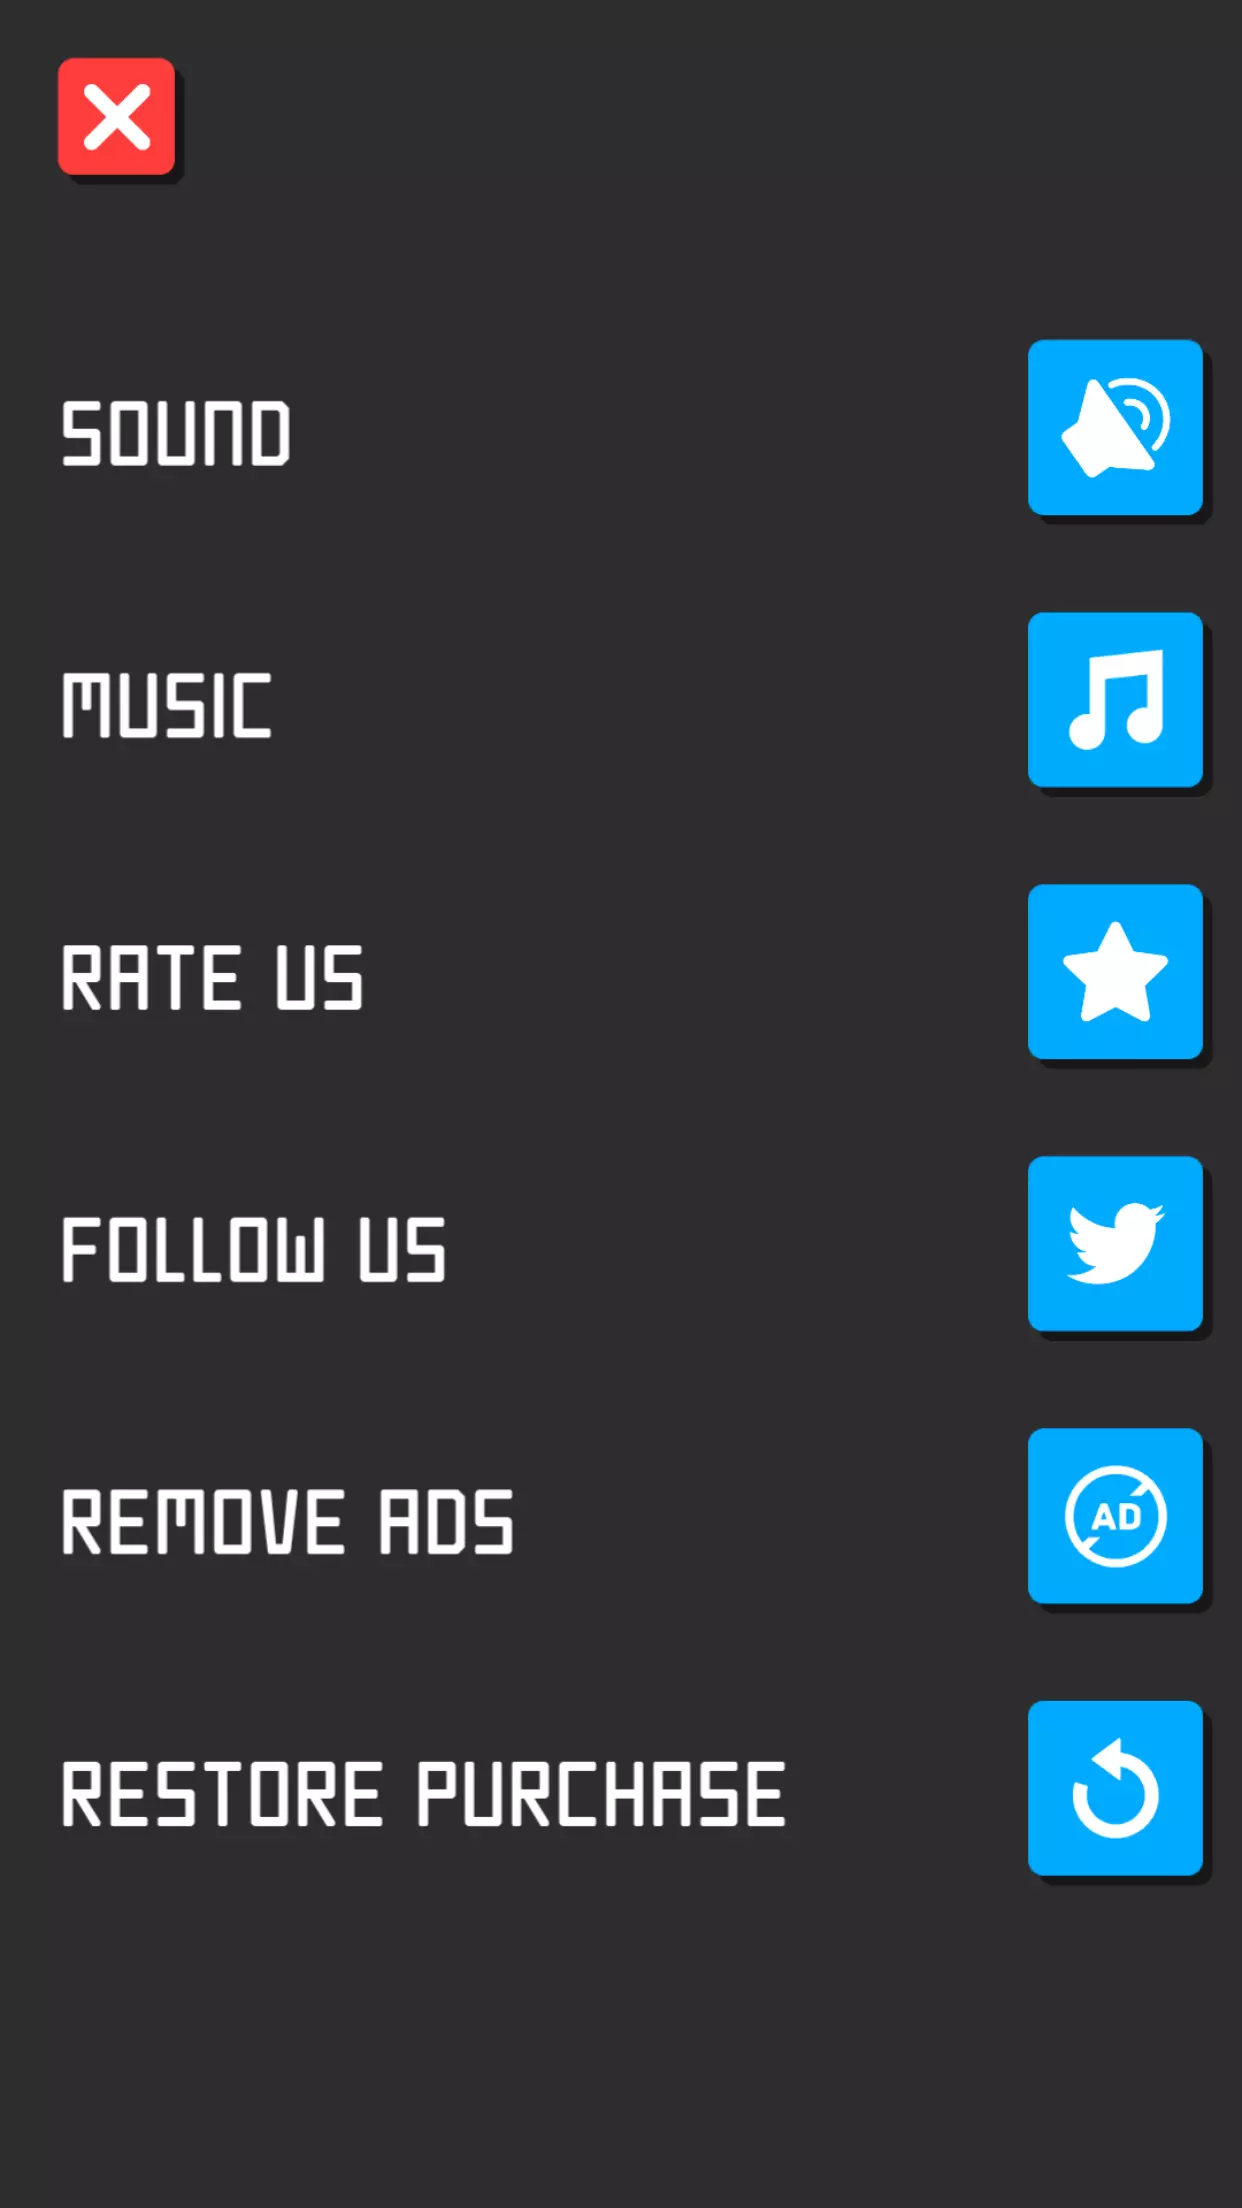 SOUND
MUSIC
RATE US
FOLLOW US
REMOVE ADS
AD
RESTORE PURCHASE